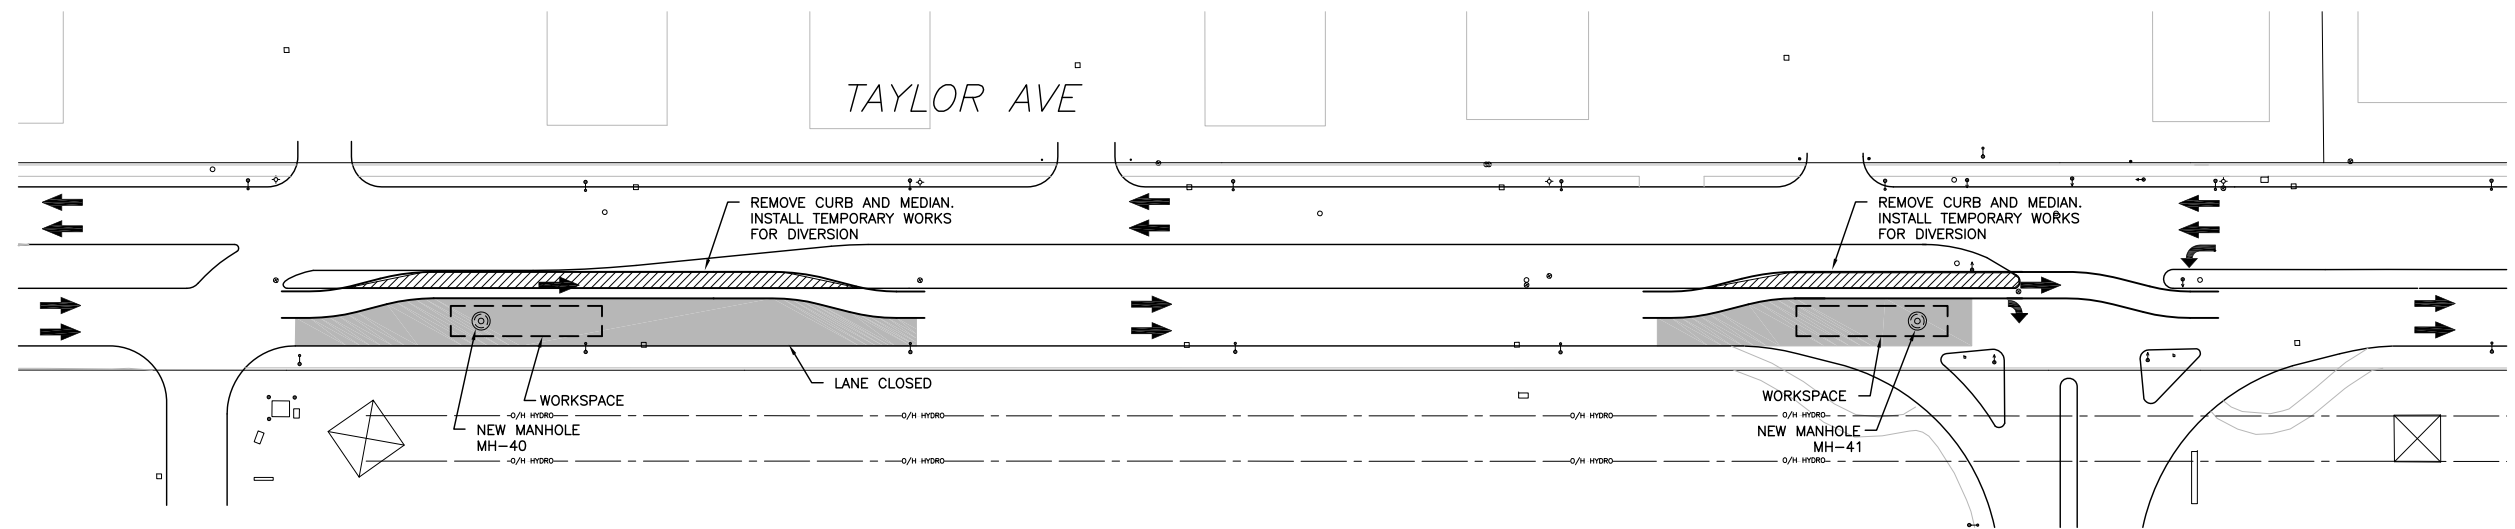 TAYLOR AVE
REMOVE CURB AND MEDIAN.
INSTALL TEMPORARY WORKS
FOR DIVERSION
REMOVE CURB AND MEDIAN.
INSTALL TEMPORARY WORKS
FOR DIVERSION
LANE CLOSED
WORKSPACE
NEW MANHOLE
MH-40
WORKSPACE
NEW MANHOLE
MH-41
O/H HYDRO
O/H HYDRO
O/H HYDRO
O/H HYDRO
O/H HYDRO
O/H HYDRO
O/H HYDRO
O/H HYDRO